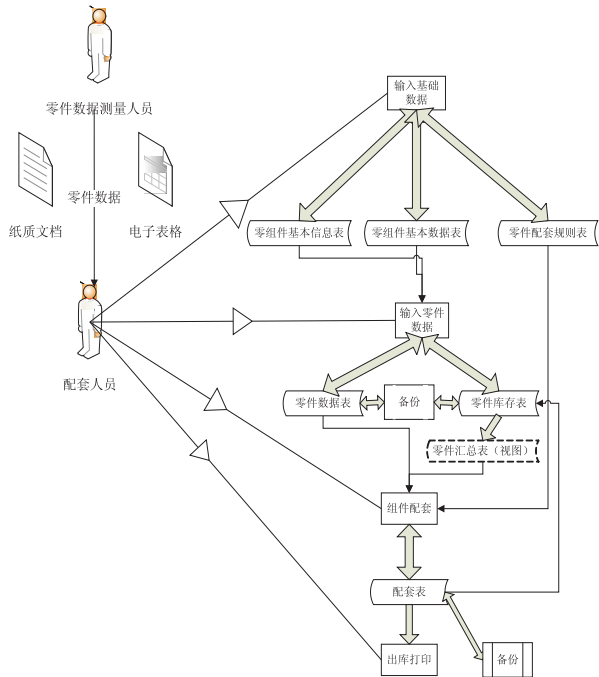 零件数据测量人员
零件数据
纸质文档
电子表格
配套人员
输入基础
数据
零组件基本信息表
零组件基本数据表
零件配套规则表
输入零件
数据
零件数据表
备份
零件库存表
零件汇总表（视图）
组件配套
配套表
出库打印
备份